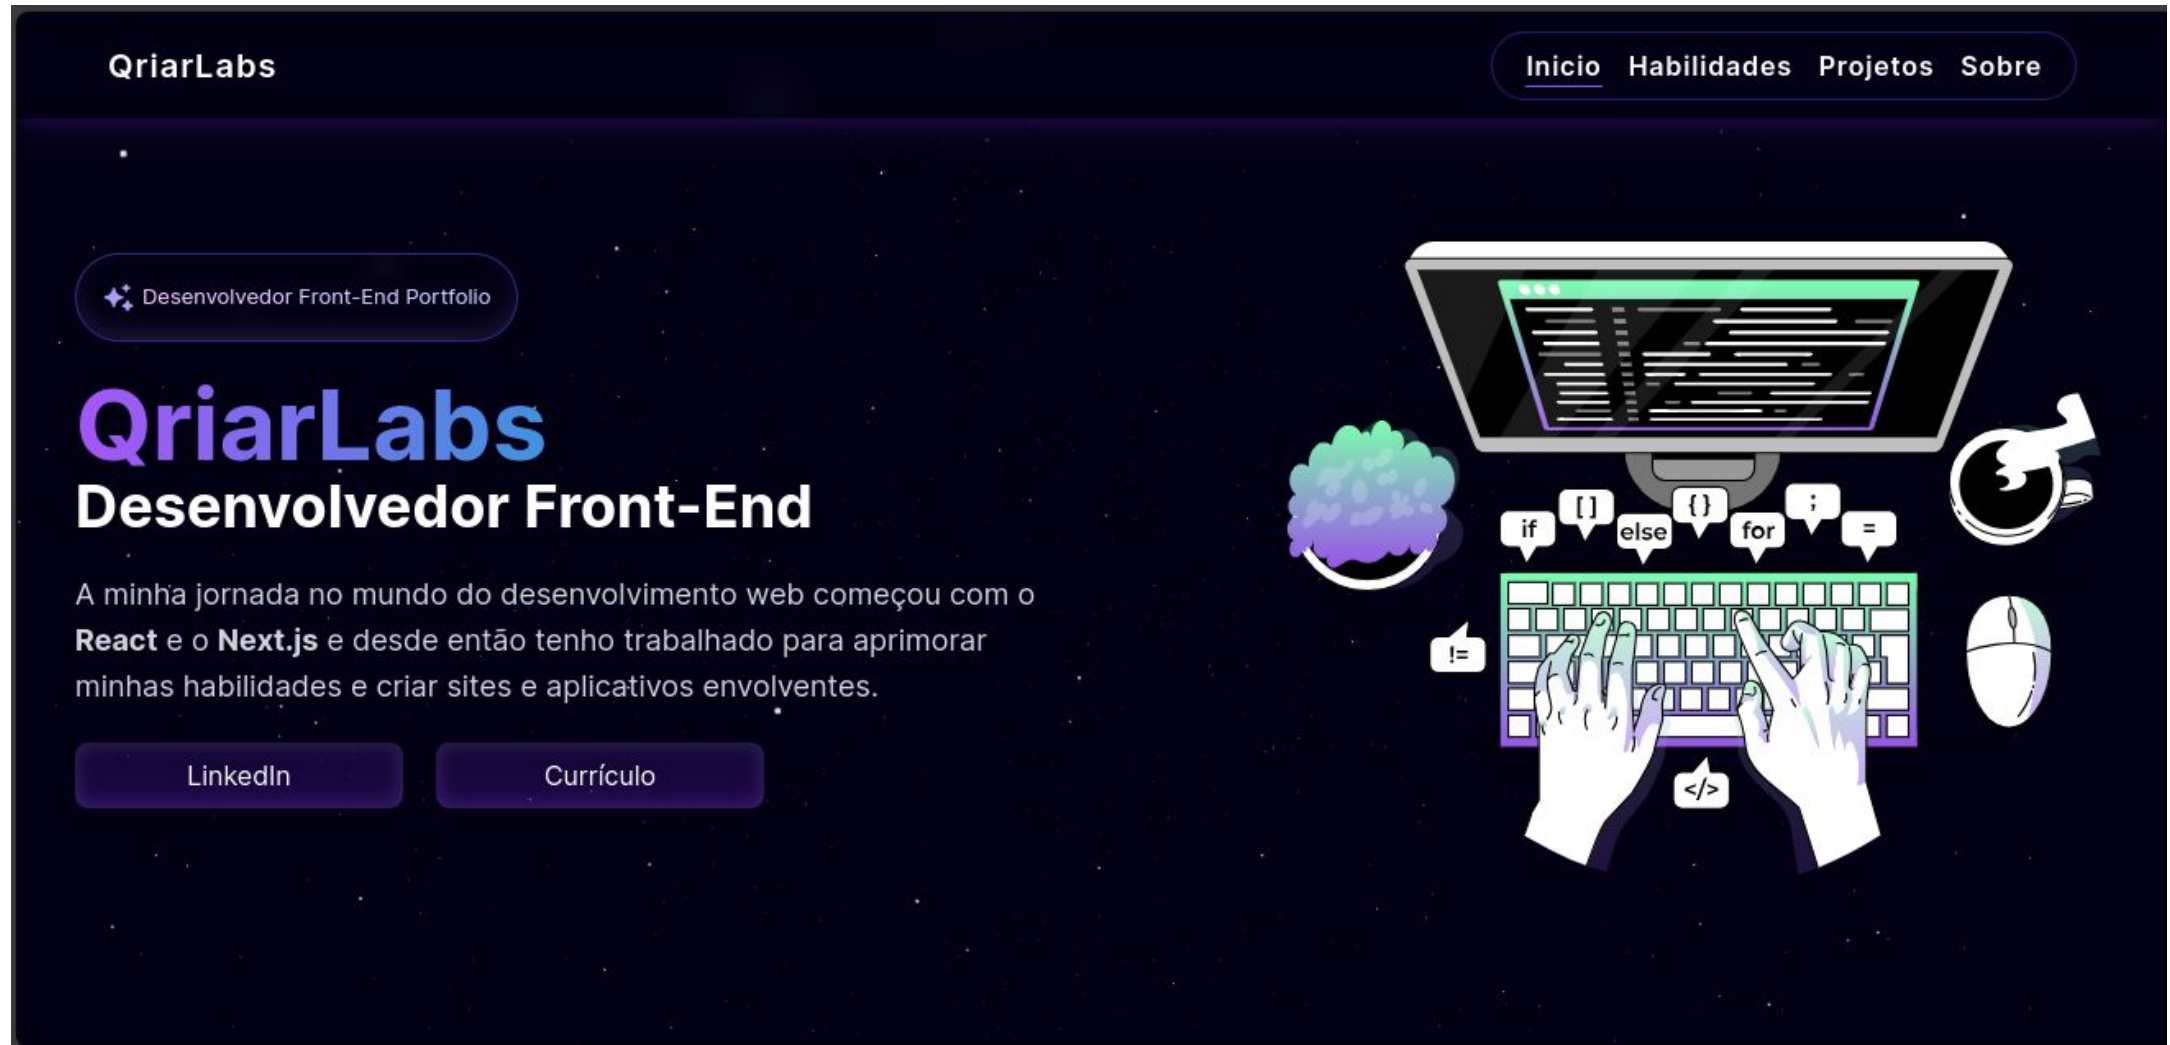 QriarLabs
Inicio Habilidades Projetos Sobre
Desenvolvedor Front-End Portfolio
QriarLabs
Desenvolvedor Front-End
A minha jornada no mundo do desenvolvimento web começou com o
React e o Next.js e desde então tenho trabalhado para aprimorar
minhas habilidades e criar sites e aplicativos envolventes.
LinkedIn Currículo
if [] else {} for ; =
!=
</>